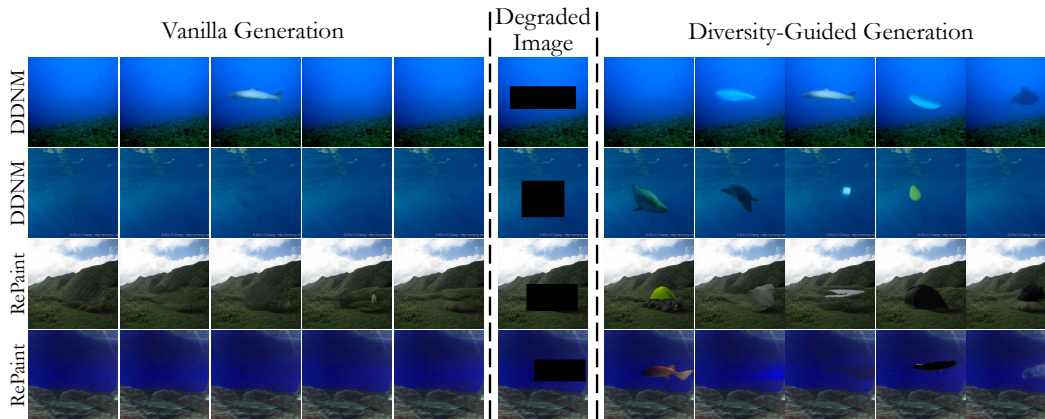 Vanilla Generation
Degraded
Image
Diversity-Guided Generation
DDNM
DDNM
RePaint
RePaint